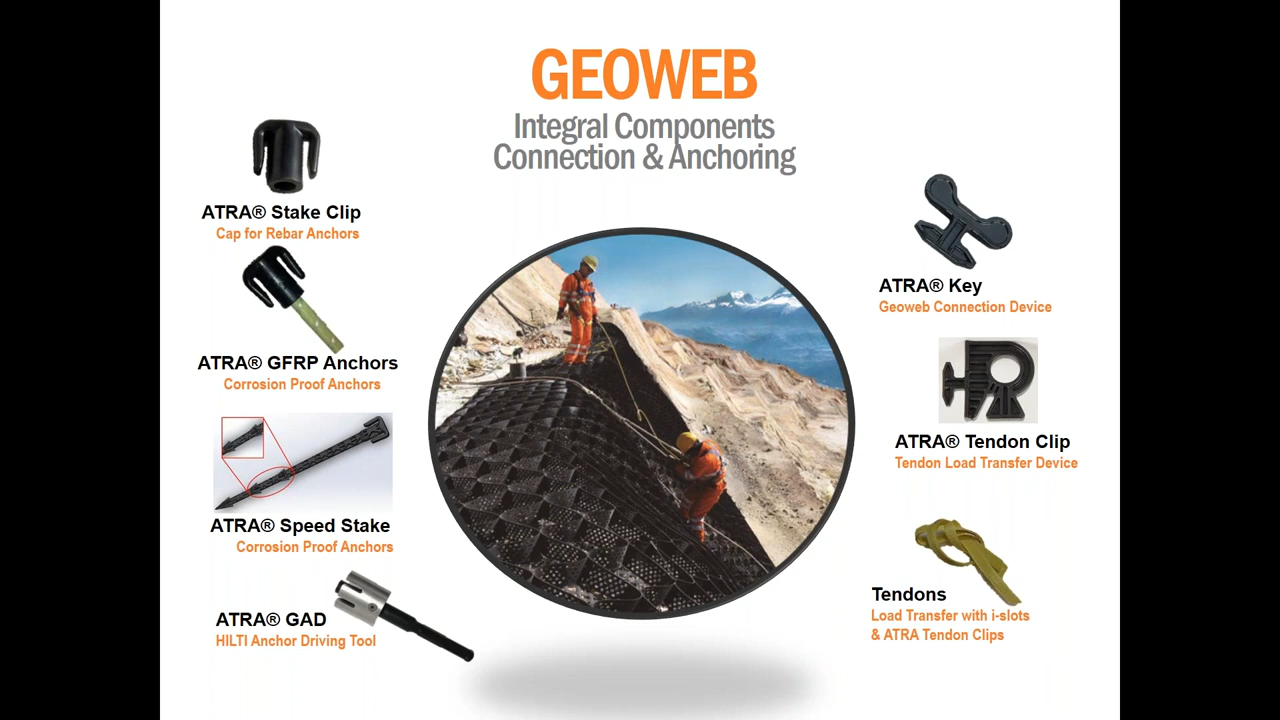 GEOWEB
Integral Components
Connection & Anchoring
ATRA® Stake Clip
Cap for Rebar Anchors
ATRA® GFRP Anchors
Corrosion Proof Anchors
ATRA® Speed Stake
Corrosion Proof Anchors
ATRA® GAD
HILTI Anchor Driving Tool
ATRA® Key
Geoweb Connection Device
ATRA® Tendon Clip
Tendon Load Transfer Device
Tendons
Load Transfer with i-slots
& ATRA Tendon Clips